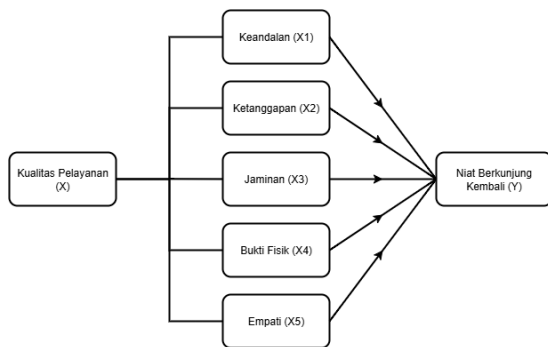 Keandalan (X1)
Ketanggapan (X2)
Kualitas Pelayanan
(X)
Jaminan (X3)
Niat Berkunjung
Kembali (Y)
Bukti Fisik (X4)
Empati (X5)